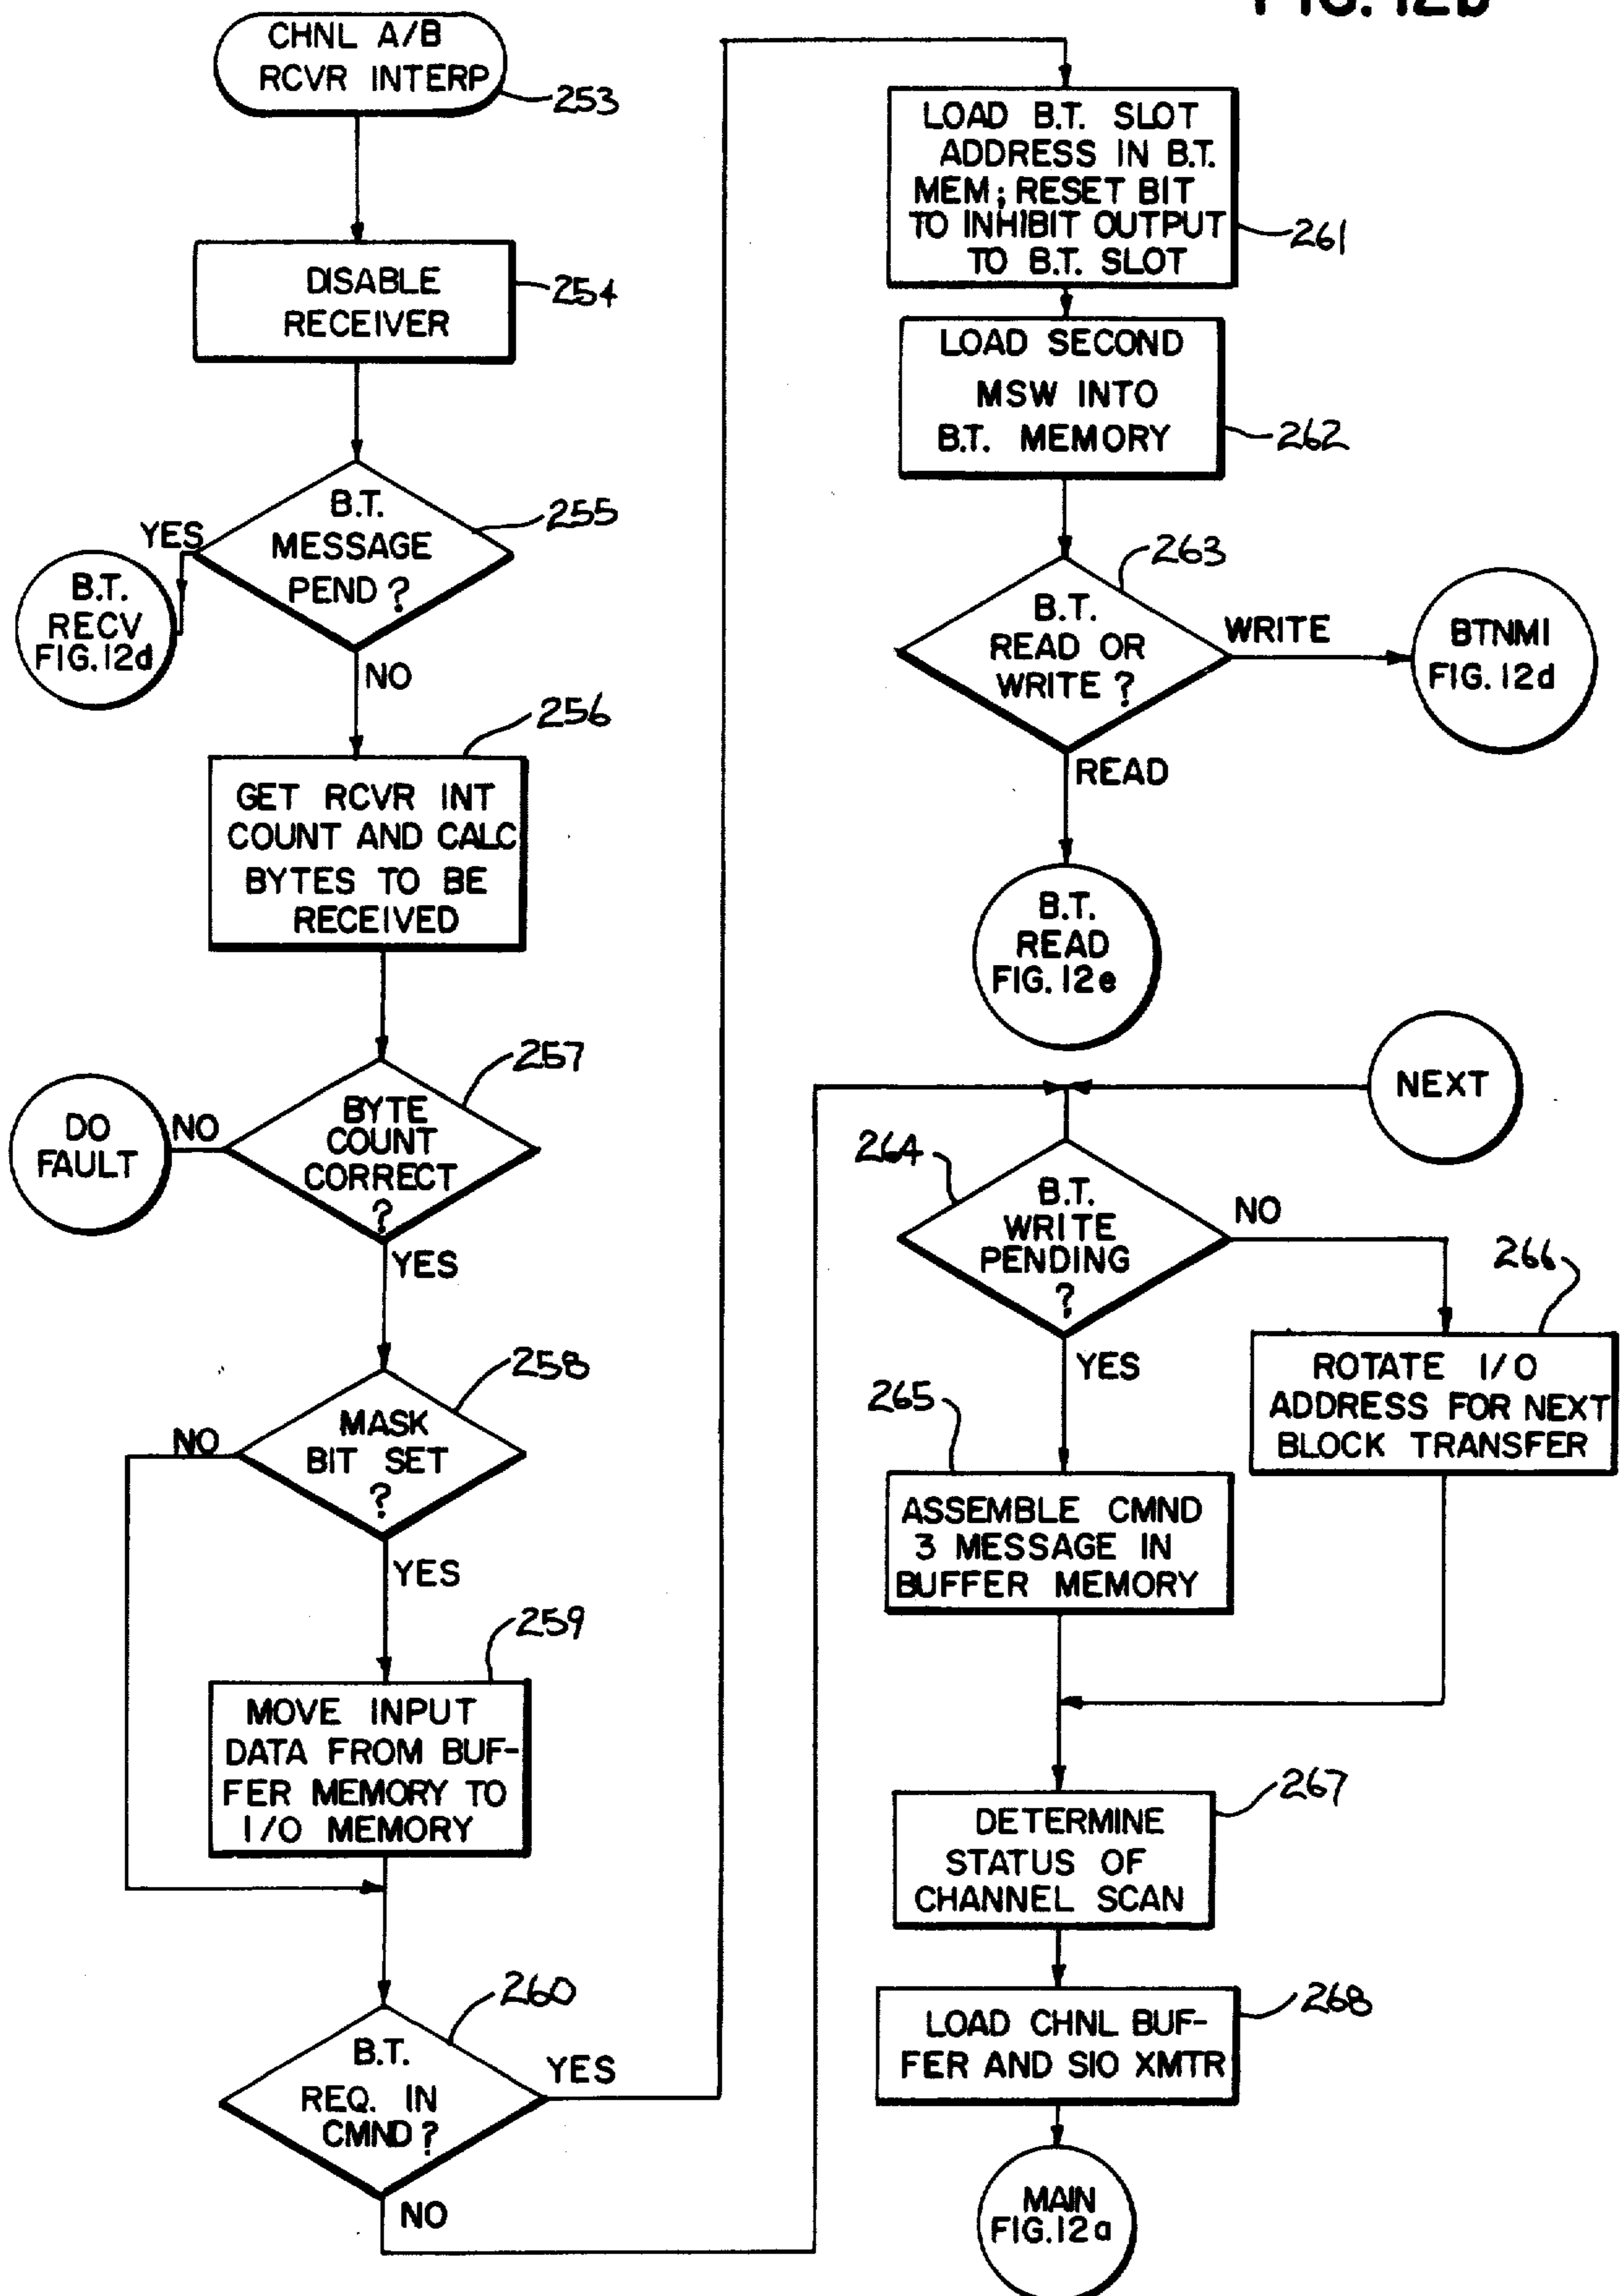 FIG. 12b
CHNL A/B
RCVR INTERP
253
DISABLE
RECEIVER
254
B.T.
MESSAGE
PEND ?
255
YES
B.T.
RECV
FIG. 12d
NO
256
GET RCVR INT
COUNT AND CALC
BYTES TO BE
RECEIVED
257
BYTE
COUNT
CORRECT
?
NO
DO
FAULT
YES
258
MASK
BIT SET
?
NO
YES
259
MOVE INPUT
DATA FROM BUF-
FER MEMORY TO
I/O MEMORY
260
B.T.
REQ. IN
CMND ?
YES
NO
LOAD B.T. SLOT
ADDRESS IN B.T.
MEM; RESET BIT
TO INHIBIT OUTPUT
TO B.T. SLOT
261
LOAD SECOND
MSW INTO
B.T. MEMORY
262
263
B.T.
READ OR
WRITE ?
WRITE
BTNMI
FIG. 12d
READ
B.T.
READ
FIG. 12e
NEXT
264
B.T.
WRITE
PENDING
?
NO
266
ROTATE I/O
ADDRESS FOR NEXT
BLOCK TRANSFER
YES
265
ASSEMBLE CMND
3 MESSAGE IN
BUFFER MEMORY
267
DETERMINE
STATUS OF
CHANNEL SCAN
268
LOAD CHNL BUF-
FER AND SIO XMTR
MAIN
FIG. 12a